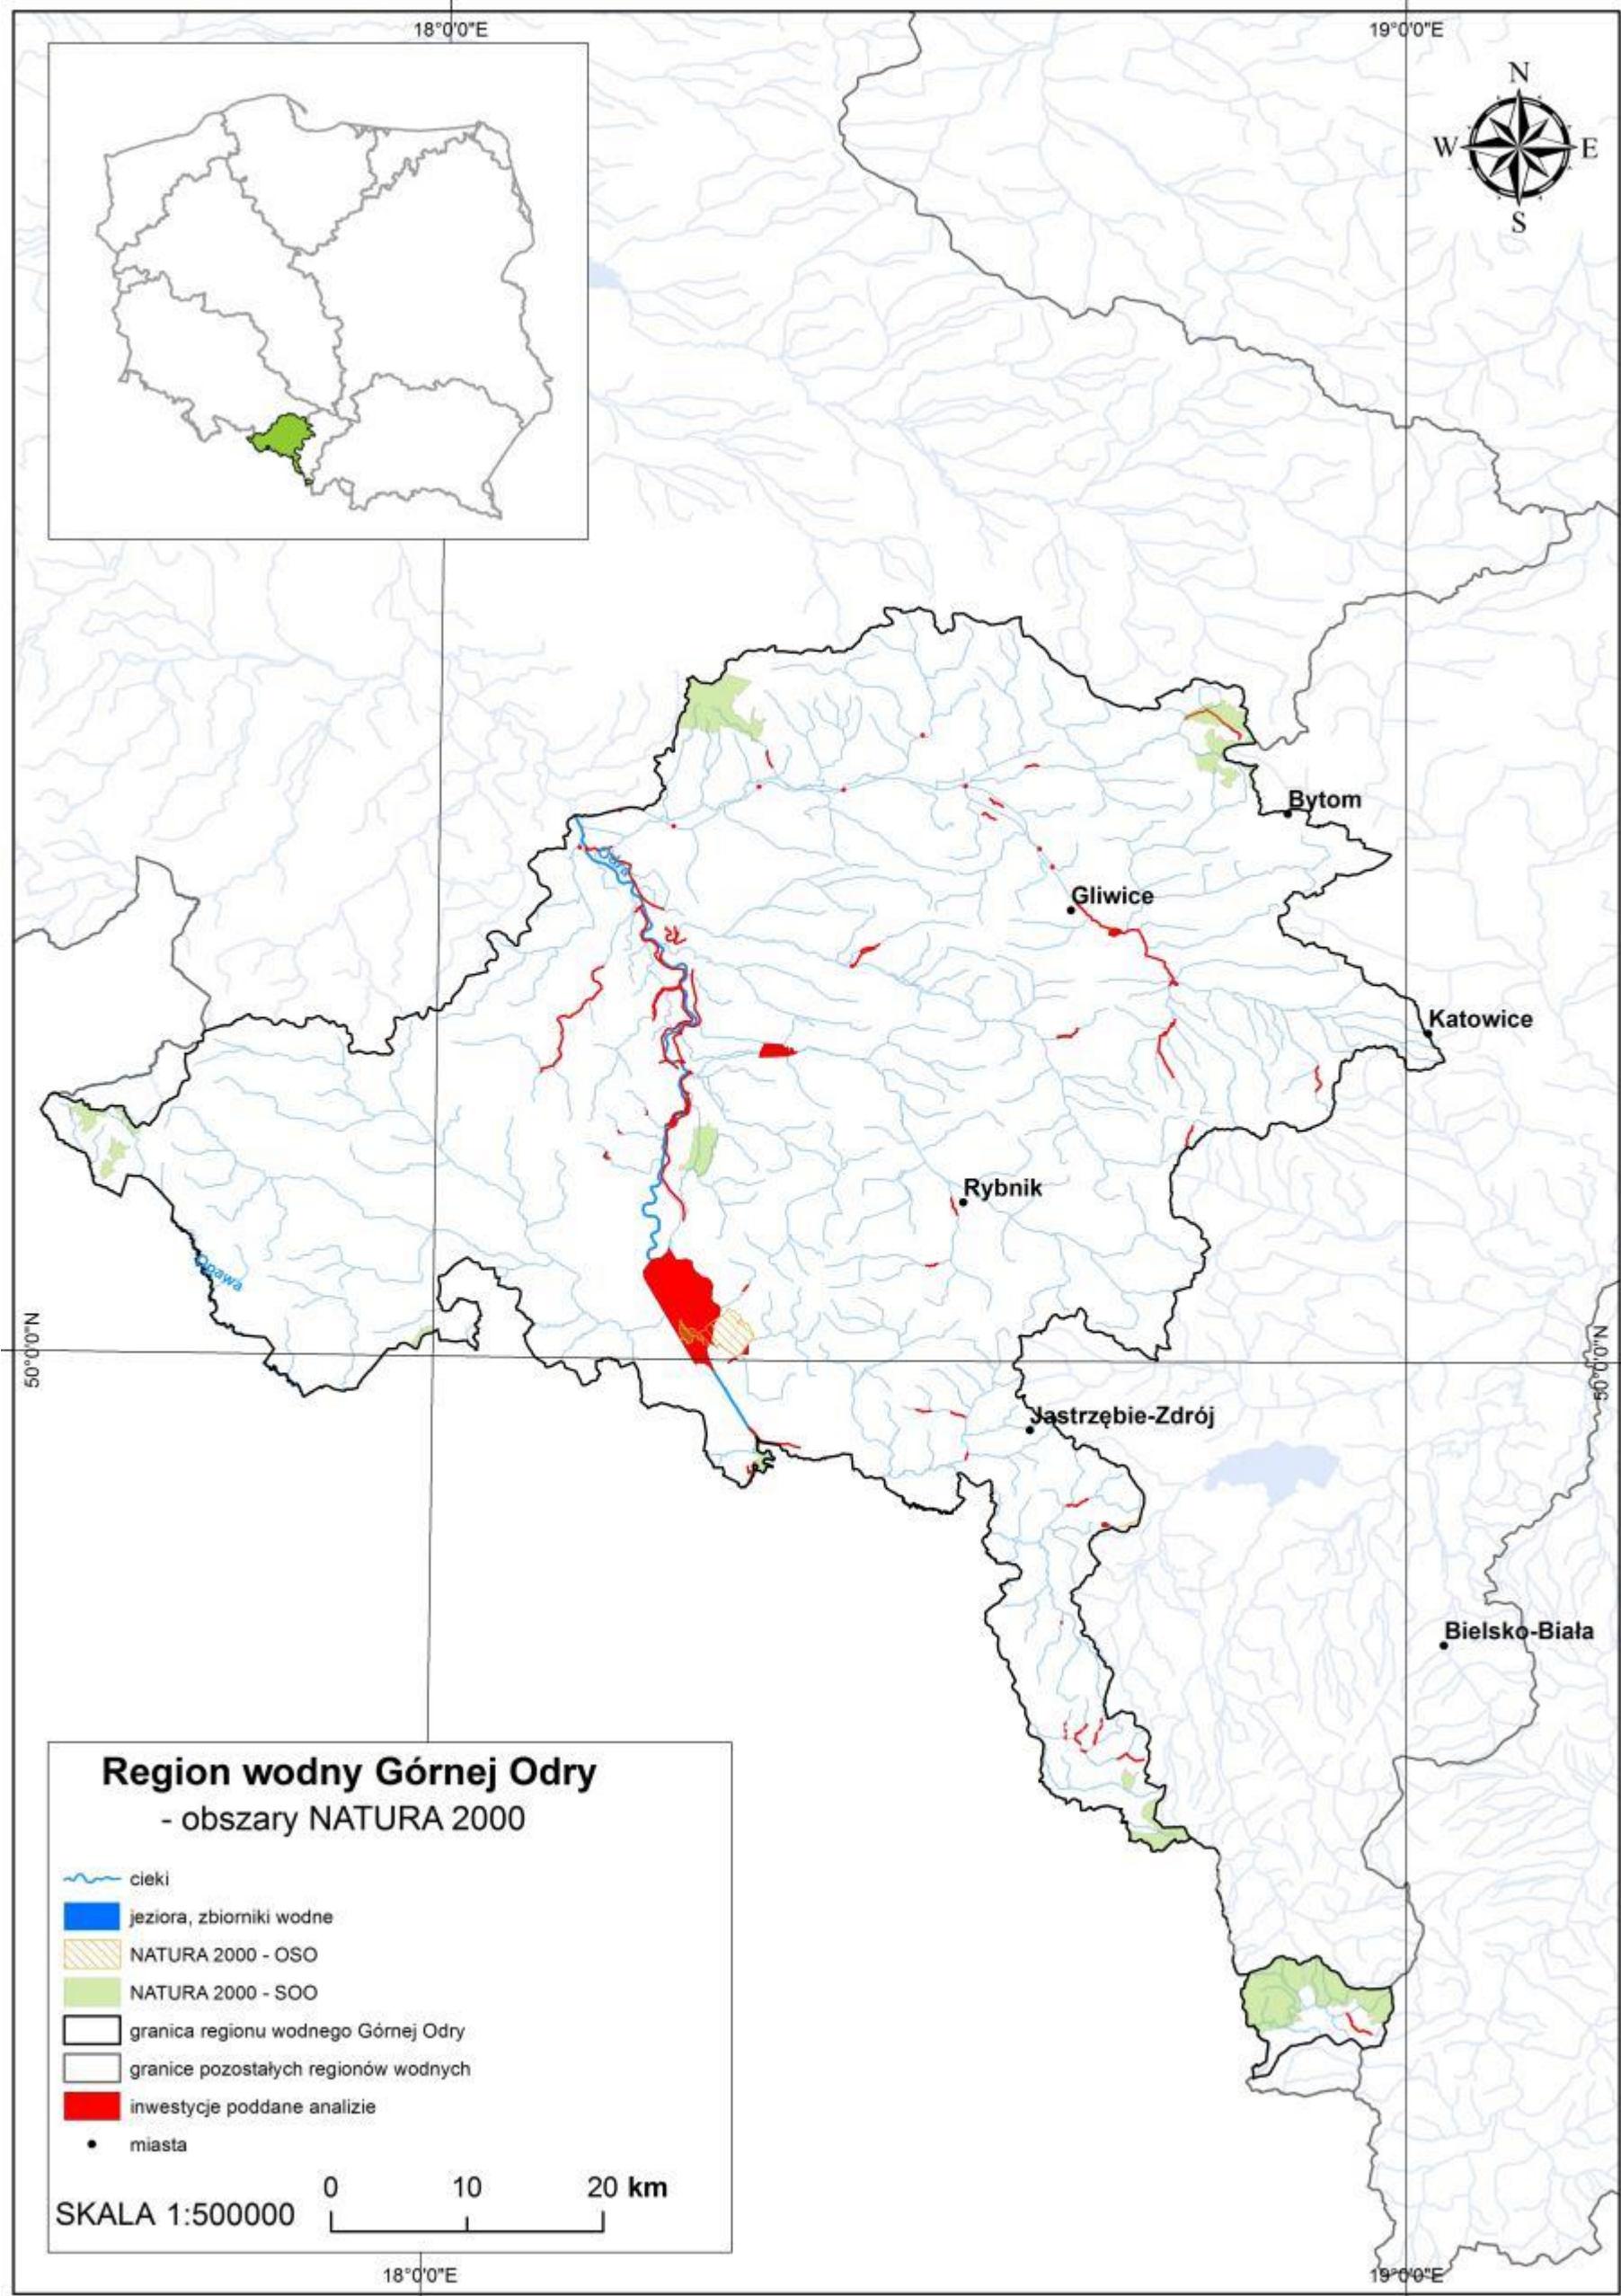 18°0'0"E
19°0'0"E
N
W
E
S
Bytom
Odra
Gliwice
Katowice
Rybnik
Opawa
50°0'0"N
50°0'0"N
Jastrzębie-Zdrój
Bielsko-Biała
Region wodny Górnej Odry
- obszary NATURA 2000
cieki
jeziora, zbiorniki wodne
NATURA 2000 - OSO
NATURA 2000 - SOO
granica regionu wodnego Górnej Odry
granice pozostałych regionów wodnych
inwestycje poddane analizie
miasta
0 10 20 km
SKALA 1:500000
18°0'0"E
19°0'0"E